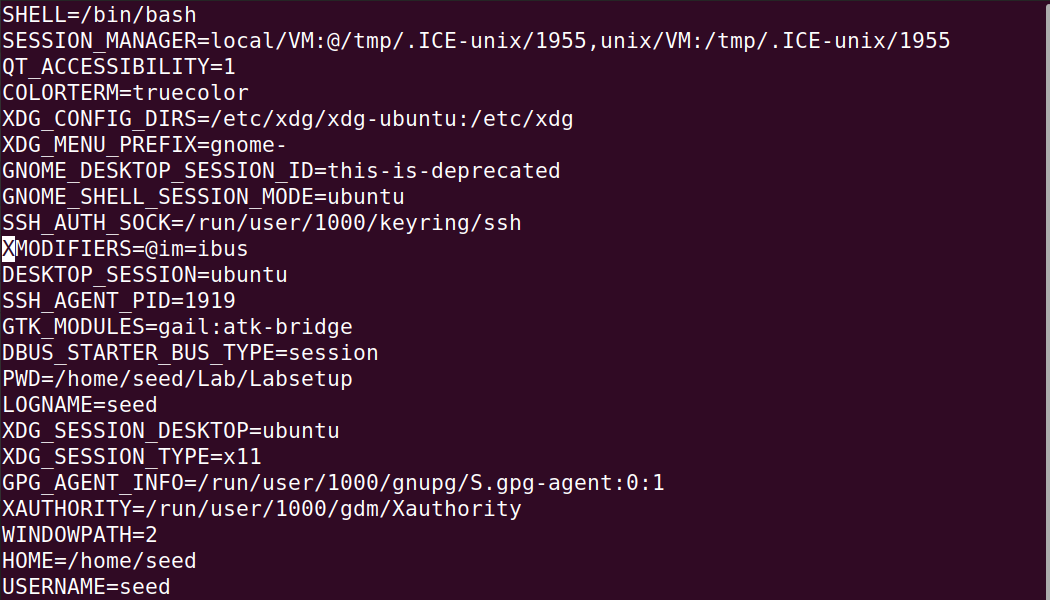 SHELL=/bin/bash
SESSION_MANAGER=local/VM:@/tmp/.ICE-unix/1955,unix/VM:/tmp/.ICE-unix/1955
QT_ACCESSIBILITY=1
COLORTERM=truecolor
XDG_CONFIG_DIRS=/etc/xdg/xdg-ubuntu:/etc/xdg
XDG_MENU_PREFIX=gnome-
GNOME_DESKTOP_SESSION_ID=this-is-deprecated
GNOME_SHELL_SESSION_MODE=ubuntu
SSH_AUTH_SOCK=/run/user/1000/keyring/ssh
XMODIFIERS=@im=ibus
DESKTOP_SESSION=ubuntu
SSH_AGENT_PID=1919
GTK_MODULES=gail:atk-bridge
DBUS_STARTER_BUS_TYPE=session
PWD=/home/seed/Lab/Labsetup
LOGNAME=seed
XDG_SESSION_DESKTOP=ubuntu
XDG_SESSION_TYPE=x11
GPG_AGENT_INFO=/run/user/1000/gnupg/S.gpg-agent:0:1
XAUTHORITY=/run/user/1000/gdm/Xauthority
WINDOWPATH=2
HOME=/home/seed
USERNAME=seed